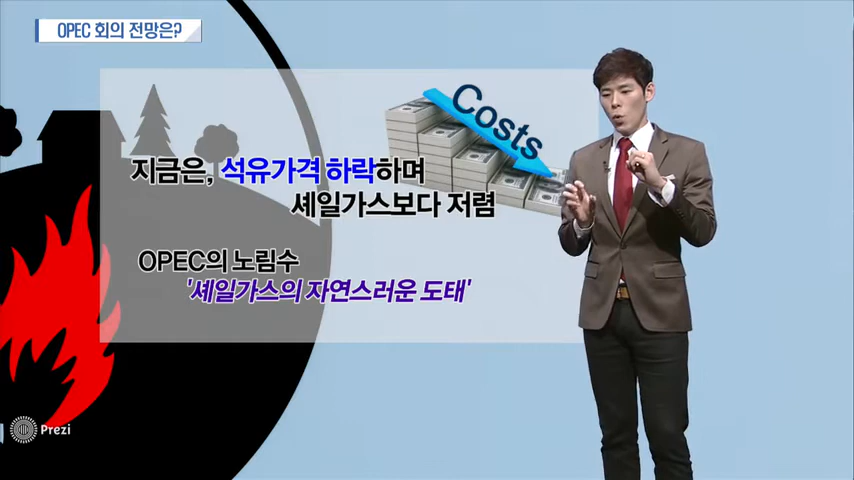 OPEC 회의 전망은?
Costs
지금은, 석유가격 하락하며
셰일가스보다 저렴
OPEC의 노림수
'셰일가스의 자연스러운 도태'
Prezi